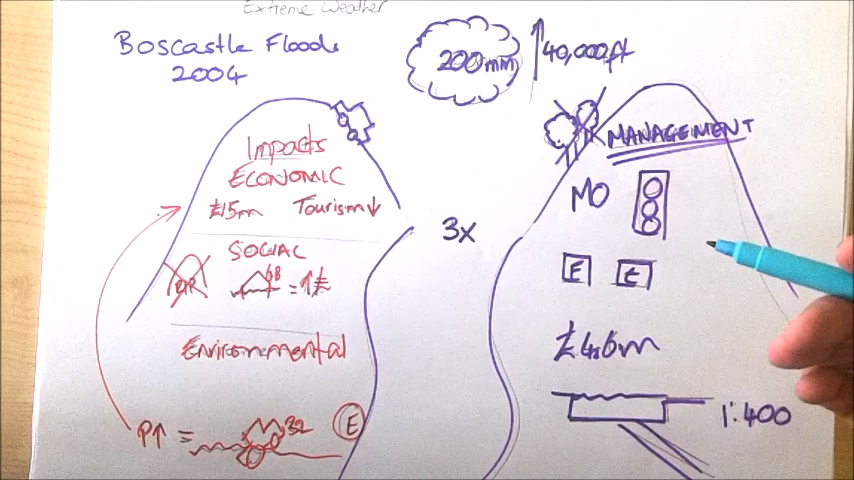 Extreme Weather
Boscastle Floods
2004
200mm
40,000ft
Impacts
ECONOMIC
£15m Tourism↓
SOCIAL
68 = ↑£
Environmental
P↑ = 32 E
3x
MANAGEMENT
MO
E E
£4.6m
1:400